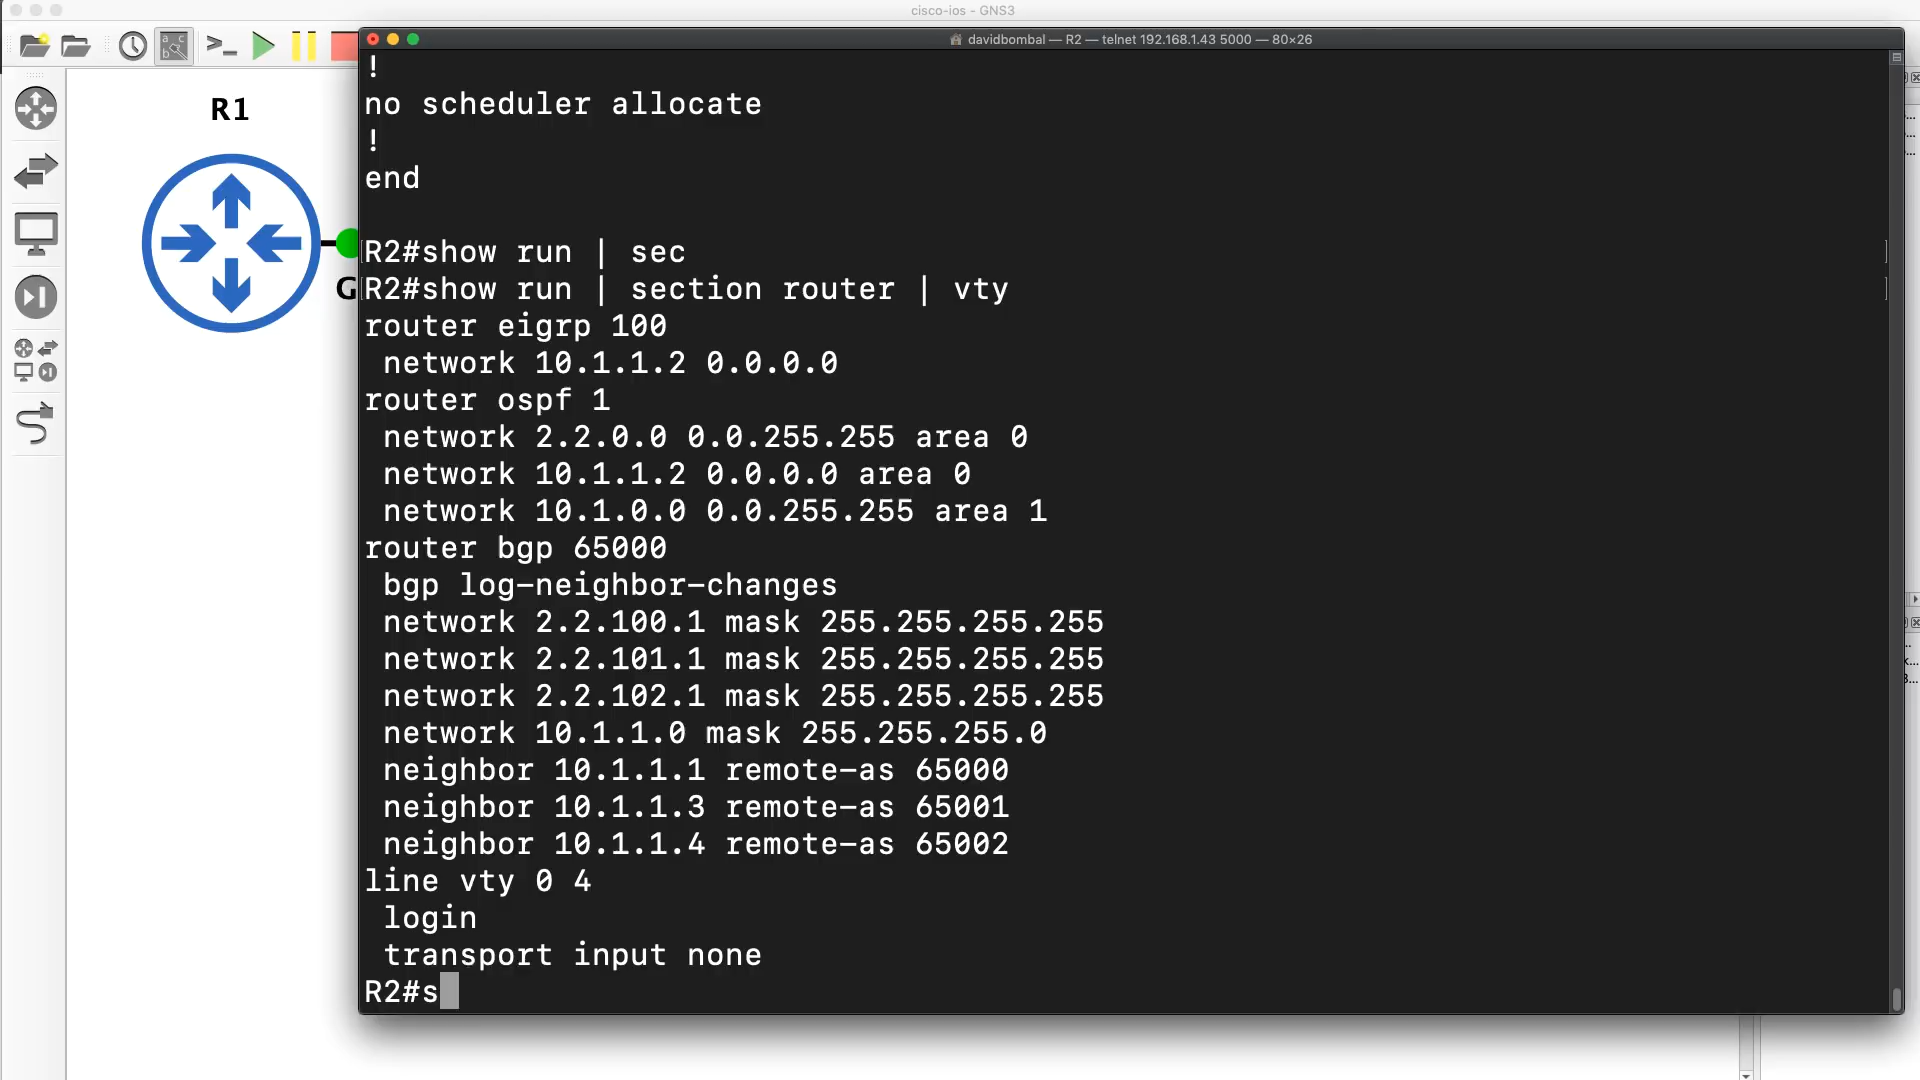 cisco-ios - GNS3
davidbombal — R2 — telnet 192.168.1.43 5000 — 80×26
R1
G
!
no scheduler allocate
!
end
R2#show run | sec
R2#show run | section router | vty
router eigrp 100
network 10.1.1.2 0.0.0.0
router ospf 1
network 2.2.0.0 0.0.255.255 area 0
network 10.1.1.2 0.0.0.0 area 0
network 10.1.0.0 0.0.255.255 area 1
router bgp 65000
bgp log-neighbor-changes
network 2.2.100.1 mask 255.255.255.255
network 2.2.101.1 mask 255.255.255.255
network 2.2.102.1 mask 255.255.255.255
network 10.1.1.0 mask 255.255.255.0
neighbor 10.1.1.1 remote-as 65000
neighbor 10.1.1.3 remote-as 65001
neighbor 10.1.1.4 remote-as 65002
line vty 0 4
login
transport input none
R2#s